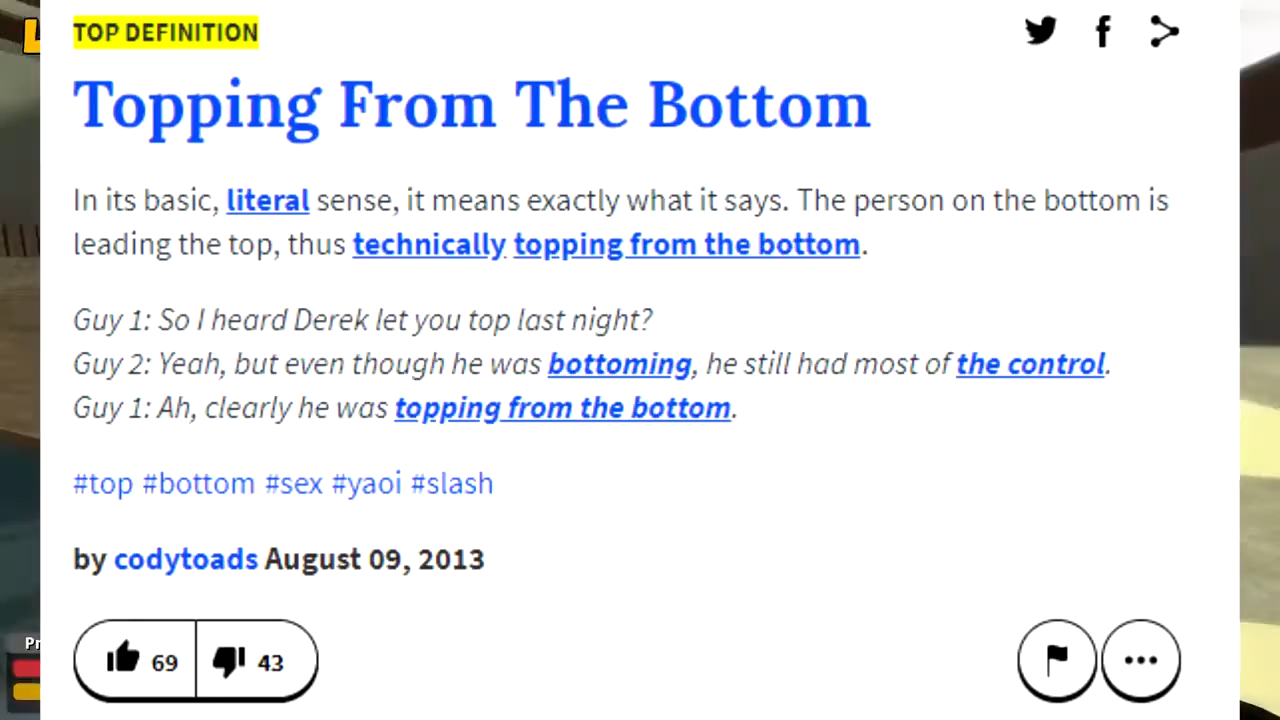 TOP DEFINITION
Topping From The Bottom
In its basic, literal sense, it means exactly what it says. The person on the bottom is
leading the top, thus technically topping from the bottom.
Guy 1: So I heard Derek let you top last night?
Guy 2: Yeah, but even though he was bottoming, he still had most of the control.
Guy 1: Ah, clearly he was topping from the bottom.
#top #bottom #sex #yaoi #slash
by codytoads August 09, 2013
Pr
69 43